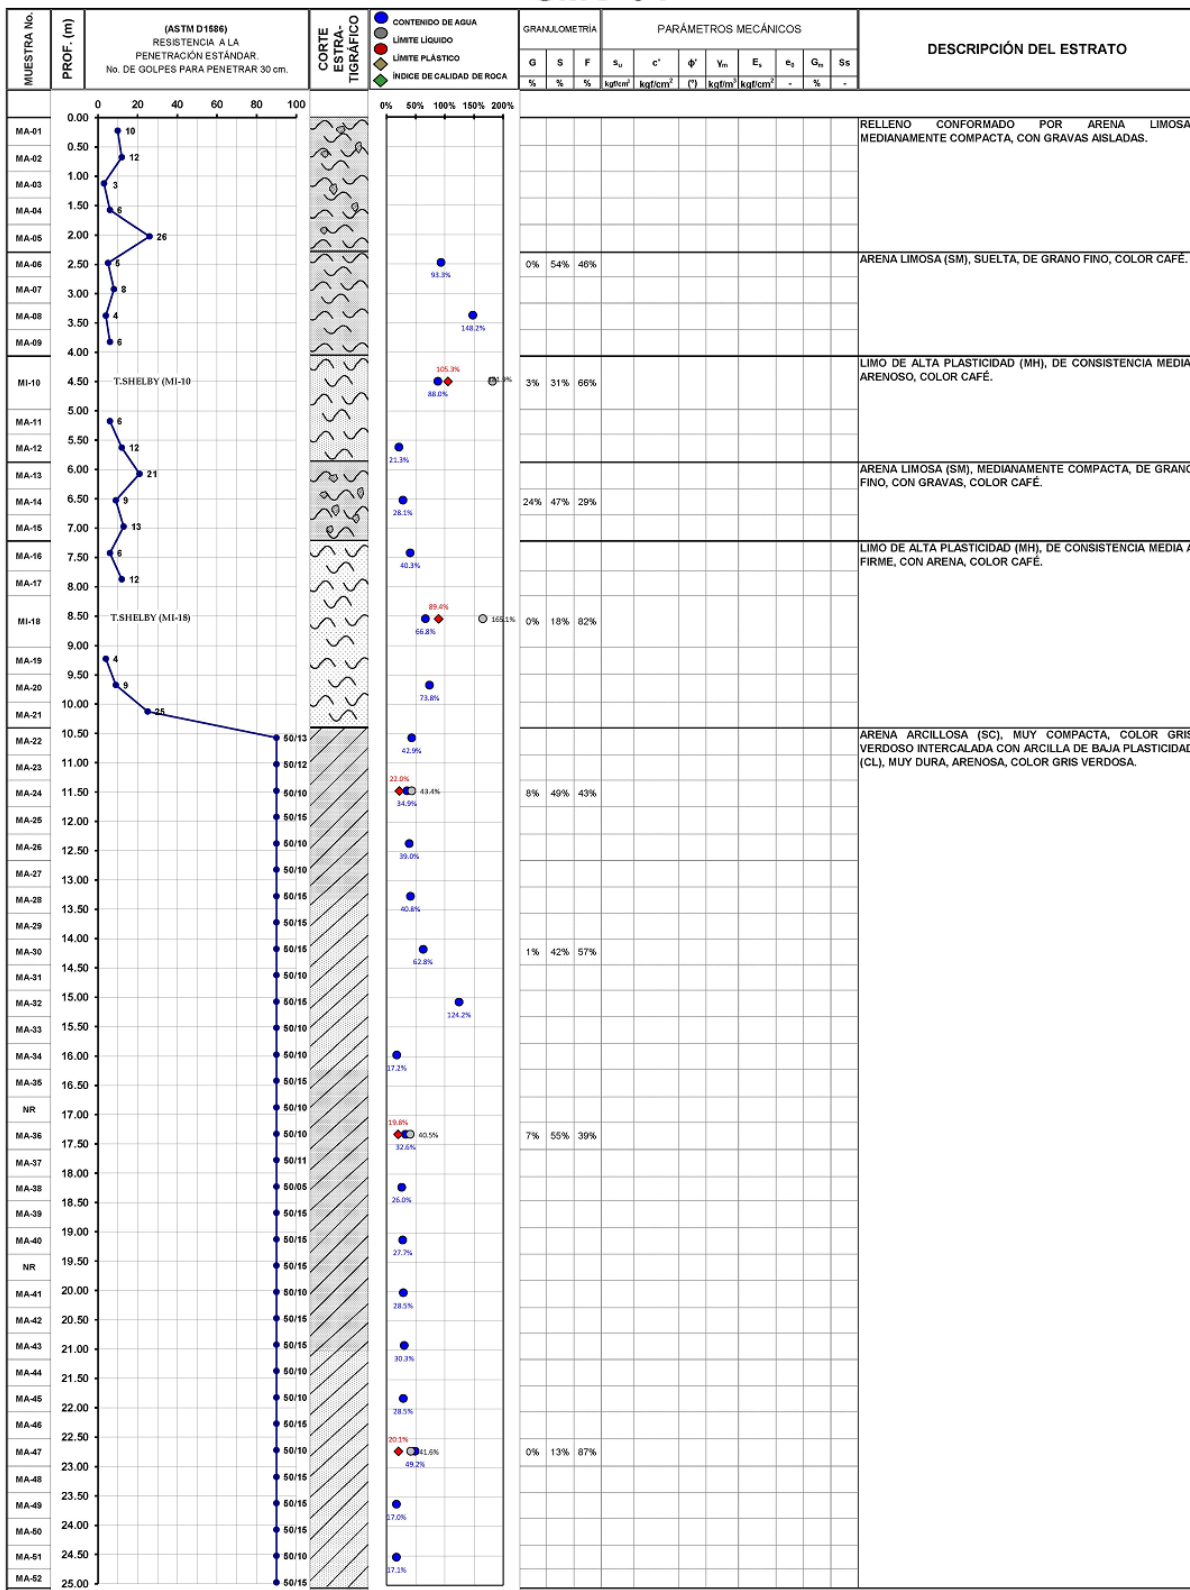 MUESTRA No.
PROF. (m)
(ASTM D1586)
RESISTENCIA A LA
PENETRACIÓN ESTÁNDAR.
No. DE GOLPES PARA PENETRAR 30 cm.
CORTE
ESTRA-
TIGRÁFICO
CONTENIDO DE AGUA
LÍMITE LÍQUIDO
LÍMITE PLÁSTICO
ÍNDICE DE CALIDAD DE ROCA
GRANULOMETRÍA
G S F
% % %
PARÁMETROS MECÁNICOS
su c' φ' γm Es e0 Gm Ss
kgf/cm² kgf/cm² (°) kgf/m³ kgf/cm² - % -
DESCRIPCIÓN DEL ESTRATO
0 20 40 60 80 100
0% 50% 100% 150% 200%
0.00
MA-01 10
RELLENO CONFORMADO POR ARENA LIMOSA
MEDIANAMENTE COMPACTA, CON GRAVAS AISLADAS.
0.50
MA-02 12
1.00
MA-03 3
1.50
MA-04 6
2.00
MA-05 26
2.50
MA-06 5 93.3% 0% 54% 46%
ARENA LIMOSA (SM), SUELTA, DE GRANO FINO, COLOR CAFÉ.
MA-07 8
3.00
MA-08 4 148.2%
3.50
MA-09 6
4.00
LIMO DE ALTA PLASTICIDAD (MH), DE CONSISTENCIA MEDIA
ARENOSO, COLOR CAFÉ.
MI-10 4.50 T.SHELBY (MI-10 105.3% 88.0% 3% 31% 66%
5.00
MA-11 6
5.50
MA-12 12 21.3%
6.00
MA-13 21
ARENA LIMOSA (SM), MEDIANAMENTE COMPACTA, DE GRANO
FINO, CON GRAVAS, COLOR CAFÉ.
6.50
MA-14 9 28.1% 24% 47% 29%
7.00
MA-15 13
7.50
MA-16 6 40.3%
LIMO DE ALTA PLASTICIDAD (MH), DE CONSISTENCIA MEDIA A
FIRME, CON ARENA, COLOR CAFÉ.
MA-17 12
8.00
8.50
MI-18 T.SHELBY (MI-18) 89.4% 165.1% 66.8% 0% 18% 82%
9.00
MA-19 4
9.50
MA-20 9 73.8%
10.00
MA-21 25
10.50
MA-22 50/13 42.9%
ARENA ARCILLOSA (SC), MUY COMPACTA, COLOR GRIS
VERDOSO INTERCALADA CON ARCILLA DE BAJA PLASTICIDAD
(CL), MUY DURA, ARENOSA, COLOR GRIS VERDOSA.
11.00
MA-23 50/12
11.50
MA-24 50/10 22.0% 43.4% 34.9% 8% 49% 43%
MA-25 50/15
12.00
MA-26 50/10 39.0%
12.50
MA-27 50/10
13.00
MA-28 50/15 40.8%
13.50
MA-29 50/15
14.00
MA-30 50/15 62.8% 1% 42% 57%
14.50
MA-31 50/10
15.00
MA-32 50/15 124.2%
15.50
MA-33 50/10
16.00
MA-34 50/10 17.2%
MA-35 50/15
16.50
NR 50/10
17.00
MA-36 50/10 19.8% 40.5% 32.6% 7% 55% 39%
17.50
MA-37 50/11
18.00
MA-38 50/05 26.0%
18.50
MA-39 50/15
19.00
MA-40 50/15 27.7%
19.50
NR 50/15
20.00
MA-41 50/10 28.5%
20.50
MA-42 50/15
21.00
MA-43 50/15 30.3%
MA-44 50/10
21.50
MA-45 50/10 28.5%
22.00
MA-46 50/15
22.50
MA-47 50/10 20.1% 41.6% 49.2% 0% 13% 87%
23.00
MA-48 50/15
23.50
MA-49 50/15 17.0%
24.00
MA-50 50/15
24.50
MA-51 50/10 17.1%
MA-52 50/15
25.00